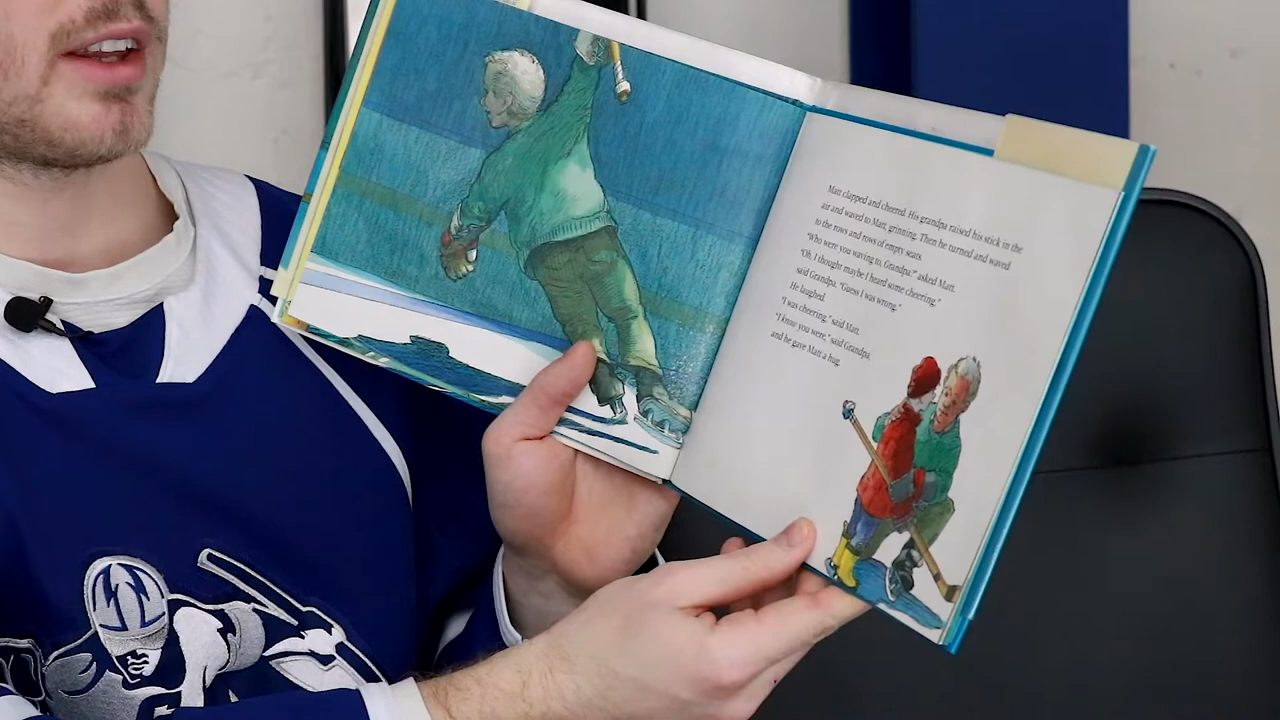 Matt clapped and cheered. His grandpa raised his stick in the
air and waved to Matt, grinning. Then he turned and waved
to the rows and rows of empty seats.
"Who were you waving to, Grandpa?" asked Matt.
"Oh, I thought maybe I heard some cheering,"
said Grandpa. "Guess I was wrong."
He laughed.
"I was cheering," said Matt.
"I know you were," said Grandpa,
and he gave Matt a hug.